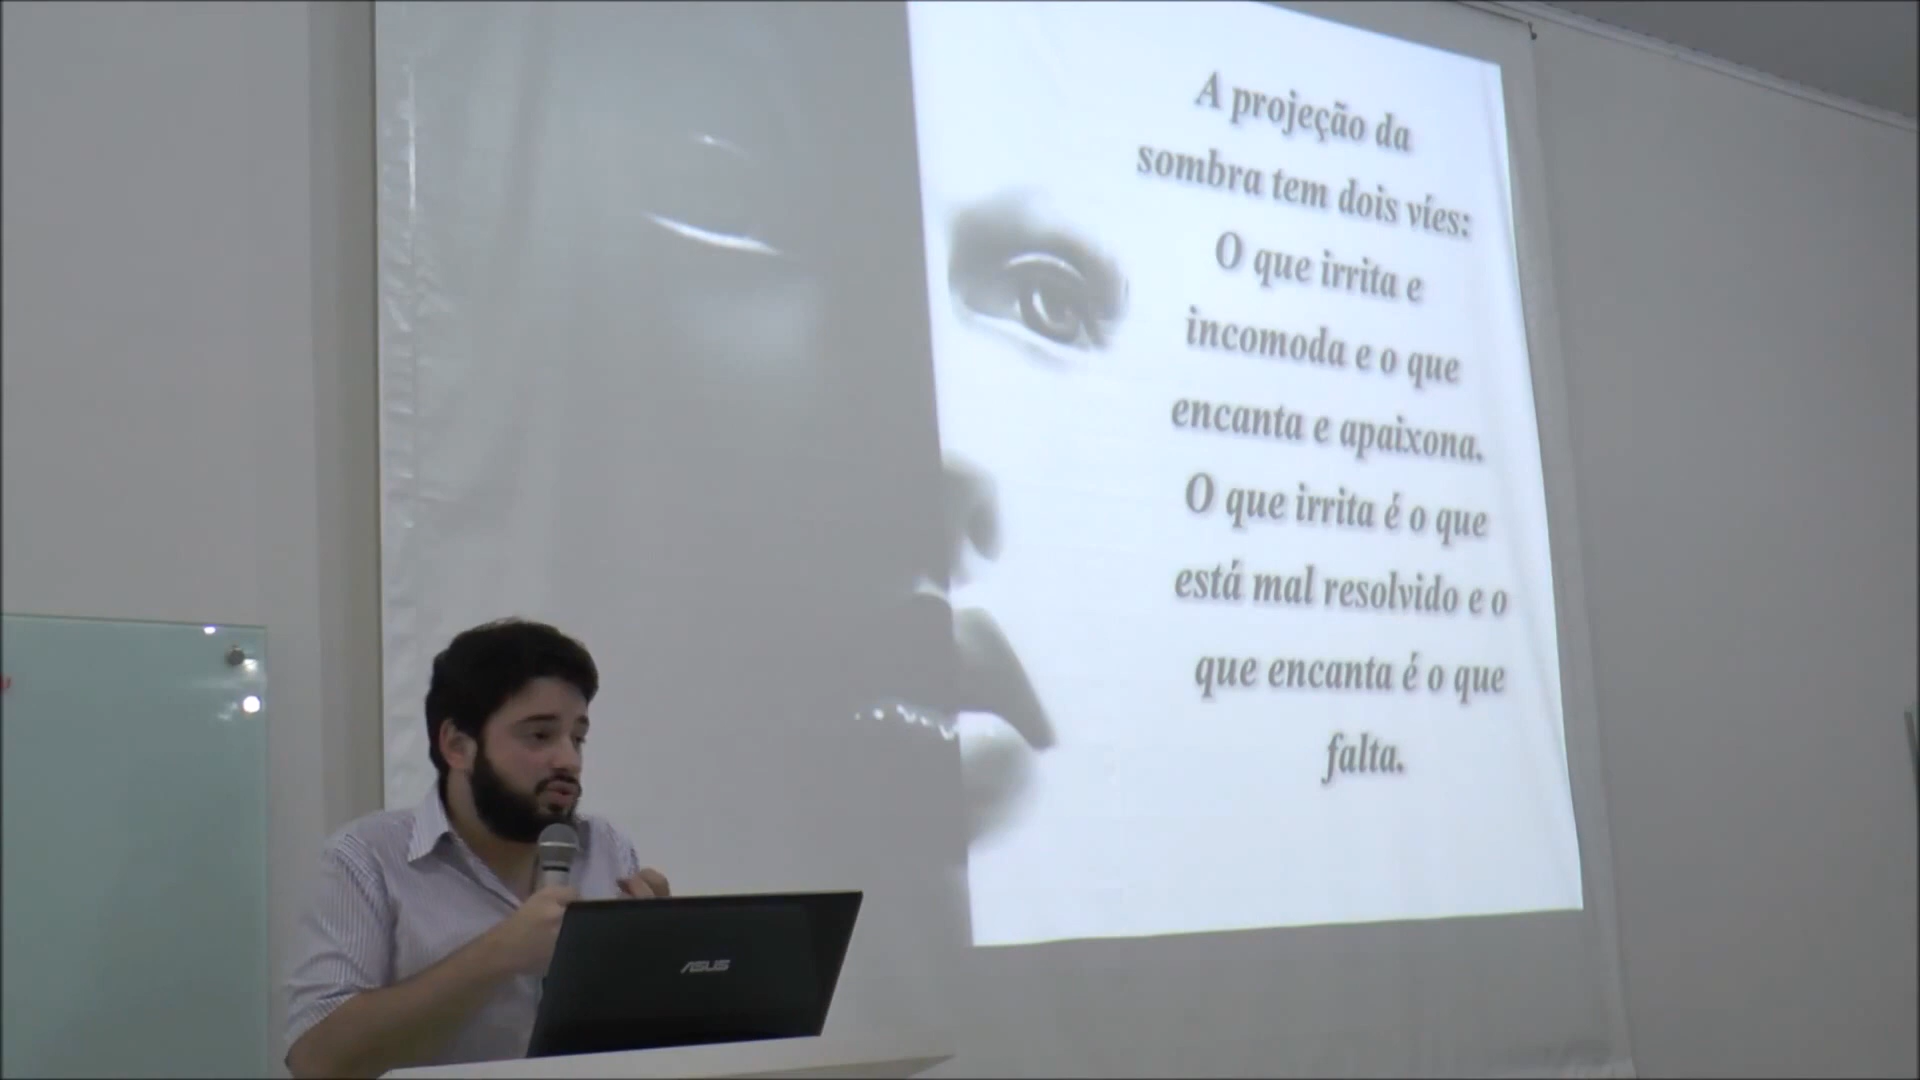 A projeção da
sombra tem dois víes:
O que irrita e
incomoda e o que
encanta e apaixona.
O que irrita é o que
está mal resolvido e o
que encanta é o que
falta.
ASUS